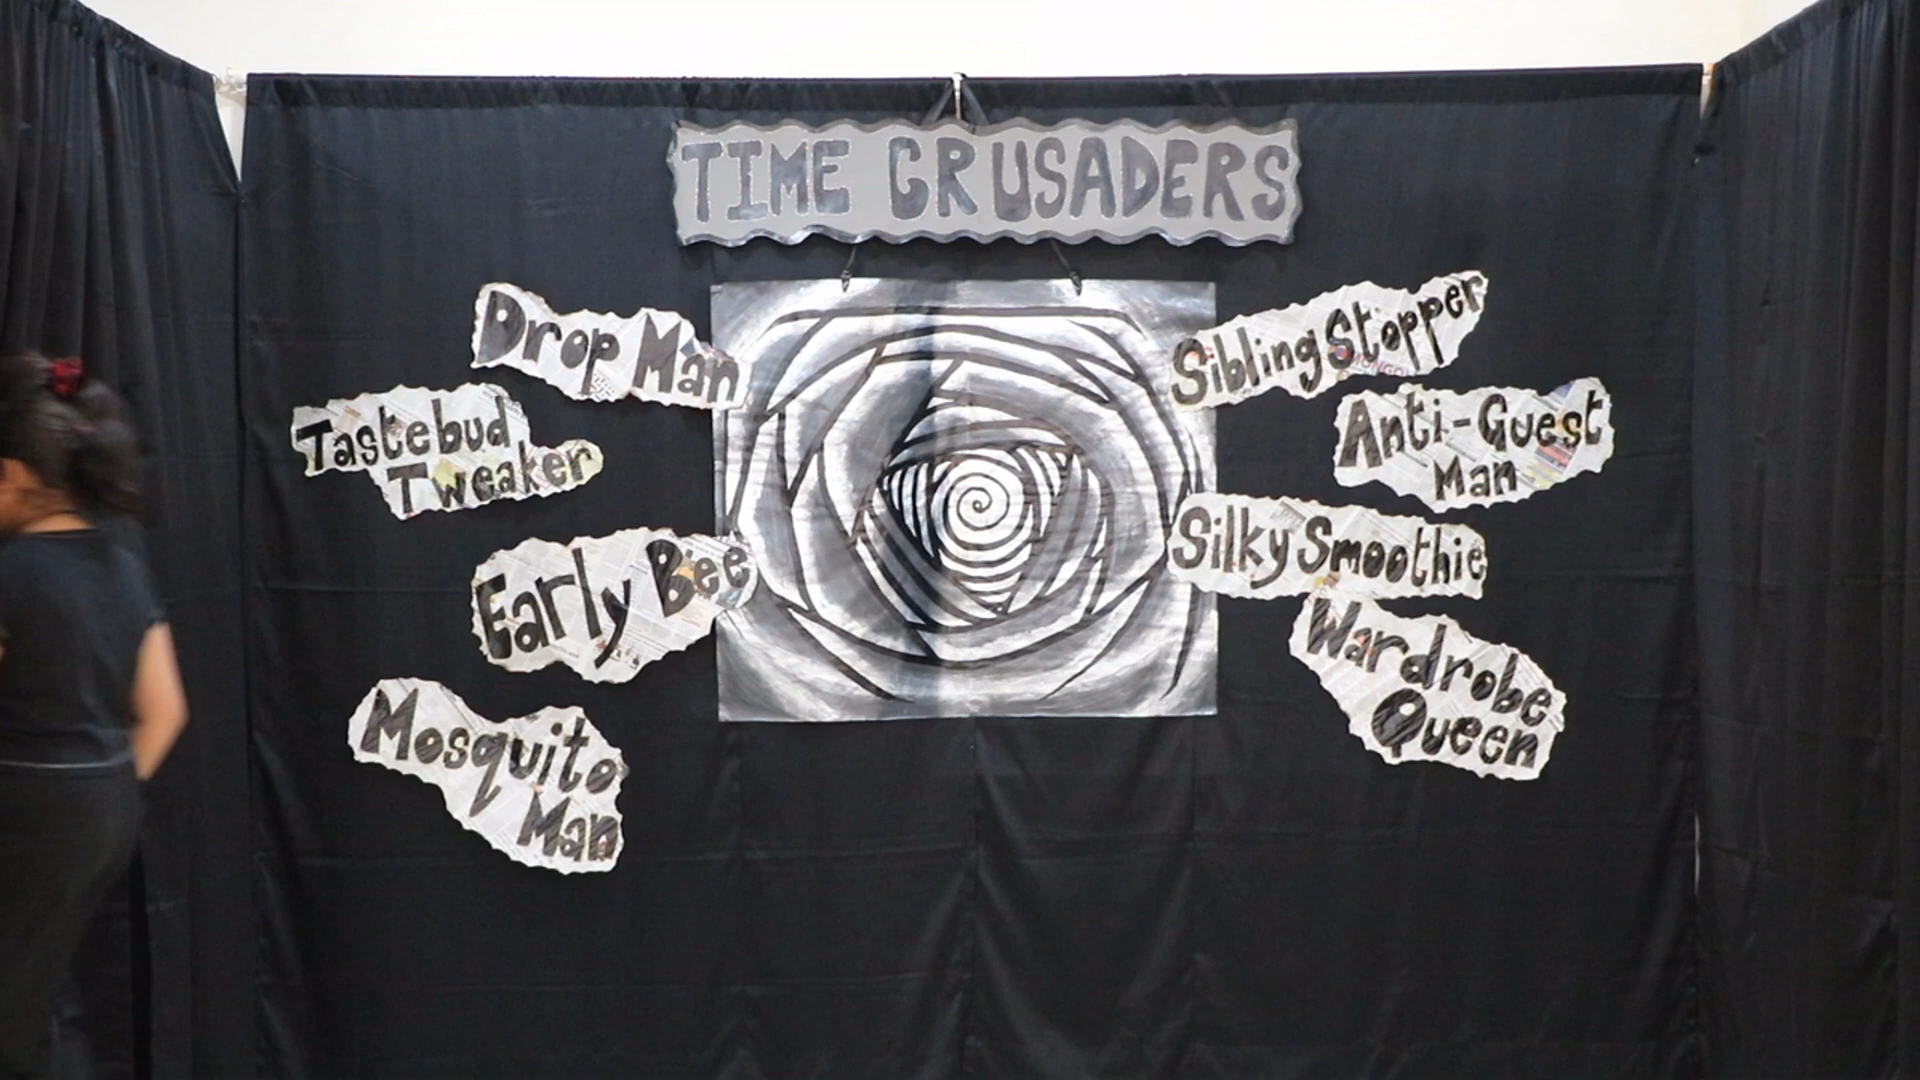 TIME CRUSADERS
Drop Man
Tastebud
Tweaker
Early Bee
Mosquito
Man
Sibling Stopper
Anti-Guest
Man
Silky Smoothie
Wardrobe
Queen